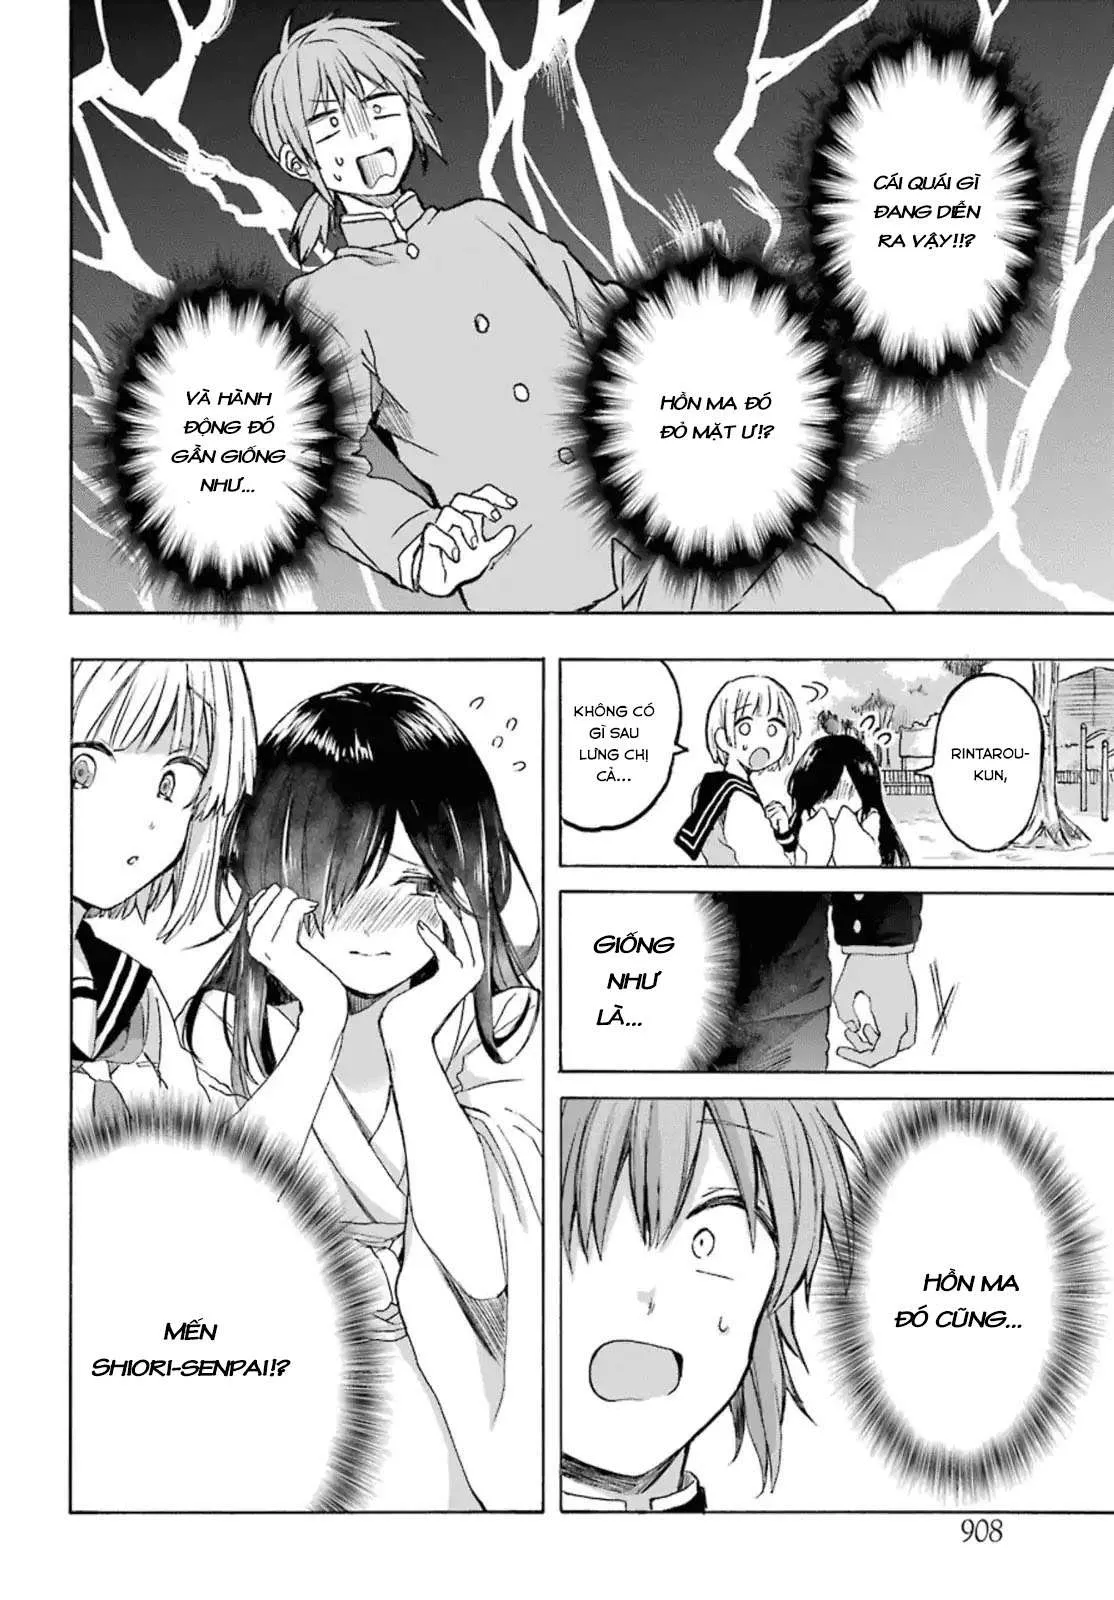 CÁI QUÁI GÌ
ĐANG DIỄN
RA VẬY!!?
HỒN MA ĐÓ
ĐỎ MẶT Ư!?
VÀ HÀNH
ĐỘNG ĐÓ
GẦN GIỐNG
NHƯ...
RINTAROU-
KUN,
KHÔNG CÓ
GÌ SAU
LƯNG CHỊ
CẢ...
GIỐNG
NHƯ
LÀ...
HỒN MA
ĐÓ CŨNG...
MẾN
SHIORI-SENPAI!?
908